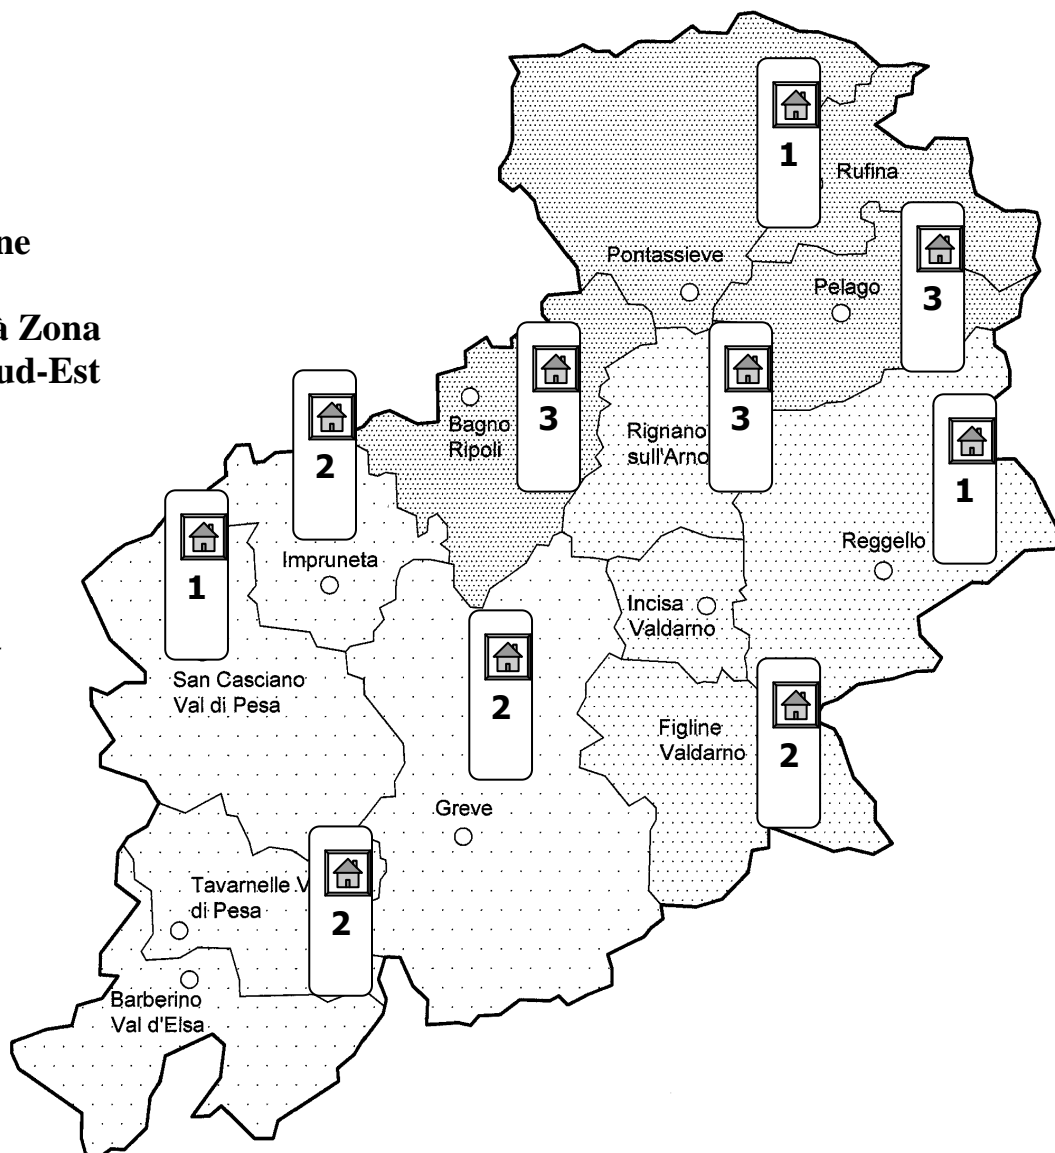 1
Rufina
ne
Pontassieve
Pelago
3
à Zona
ud-Est
Bagno
Ripoli
3
Rignano
sull'Arno
3
2
1
Impruneta
Reggello
1
Incisa
Valdarno
San Casciano
Val di Pesa
2
Figline
Valdarno
2
Greve
Tavarnelle V
di Pesa
2
Barberino
Val d'Elsa